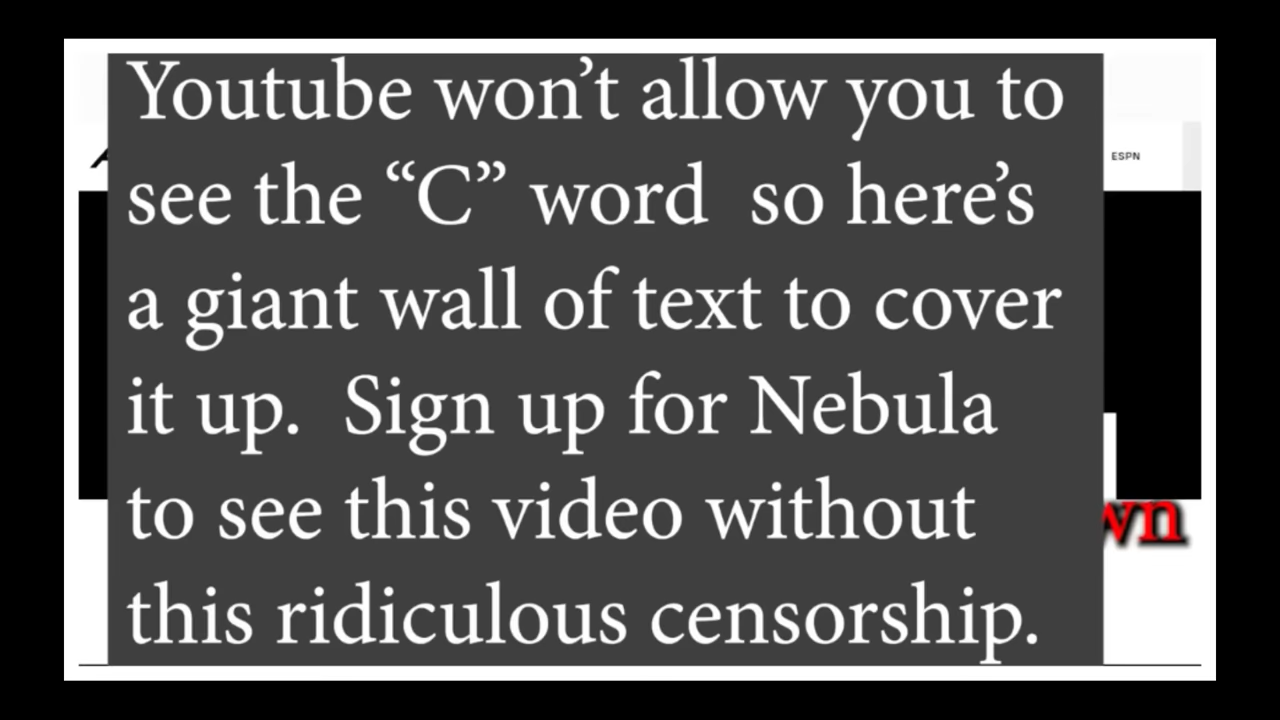 Youtube won’t allow you to
see the “C” word so here’s
a giant wall of text to cover
it up. Sign up for Nebula
to see this video without
this ridiculous censorship.
ESPN